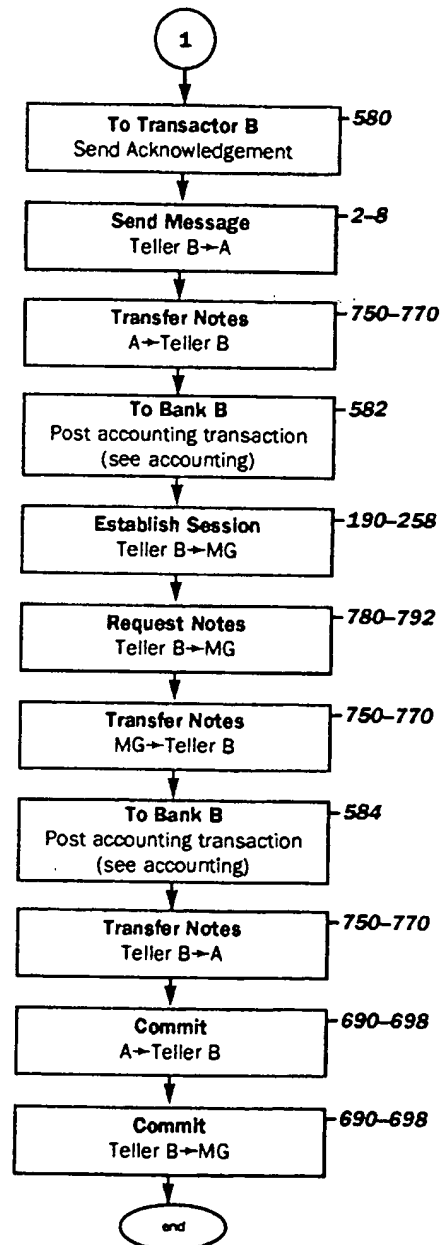 1
To Transactor B
Send Acknowledgement
580
Send Message
Teller B→A
2–8
Transfer Notes
A→Teller B
750–770
To Bank B
Post accounting transaction
(see accounting)
582
Establish Session
Teller B→MG
190–258
Request Notes
Teller B→MG
780–792
Transfer Notes
MG→Teller B
750–770
To Bank B
Post accounting transaction
(see accounting)
584
Transfer Notes
Teller B→A
750–770
Commit
A→Teller B
690–698
Commit
Teller B→MG
690–698
end